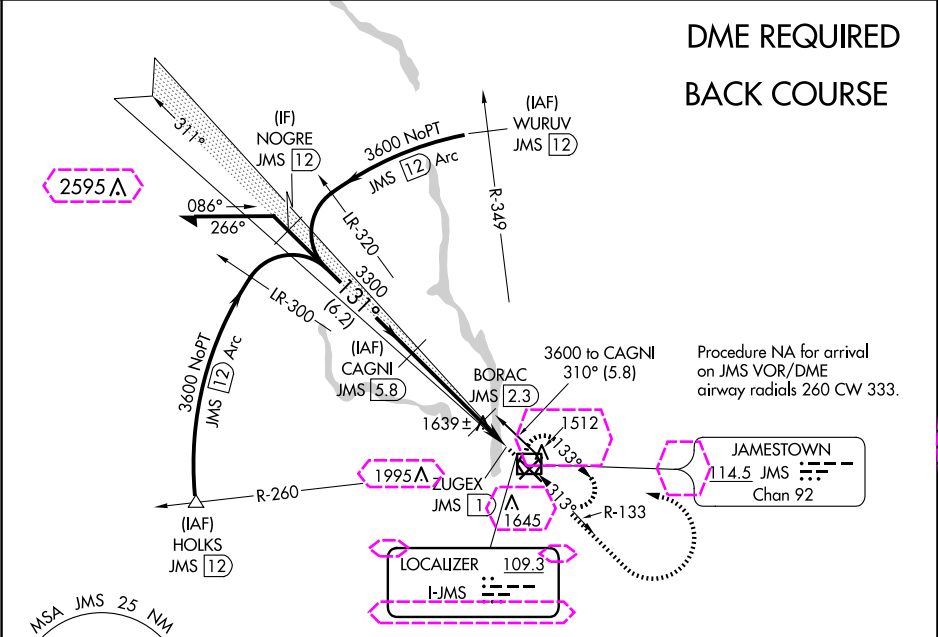 DME REQUIRED
BACK COURSE
(IF)
NOGRE
JMS 12
(IAF)
WURUV
JMS 12
3600 NoPT
JMS 12 Arc
311°
2595
086°
266°
LR-320
R-349
LR-300
3300
131°
(6.2)
3600 NoPT
JMS 12 Arc
(IAF)
CAGNI
JMS 5.8
BORAC
JMS 2.3
3600 to CAGNI
310° (5.8)
Procedure NA for arrival
on JMS VOR/DME
airway radials 260 CW 333.
1639 ±
1512
133°
JAMESTOWN
114.5 JMS
Chan 92
1995
R-260
ZUGEX
JMS 1
1645
313°
R-133
(IAF)
HOLKS
JMS 12
LOCALIZER 109.3
I-JMS
MSA JMS 25 NM